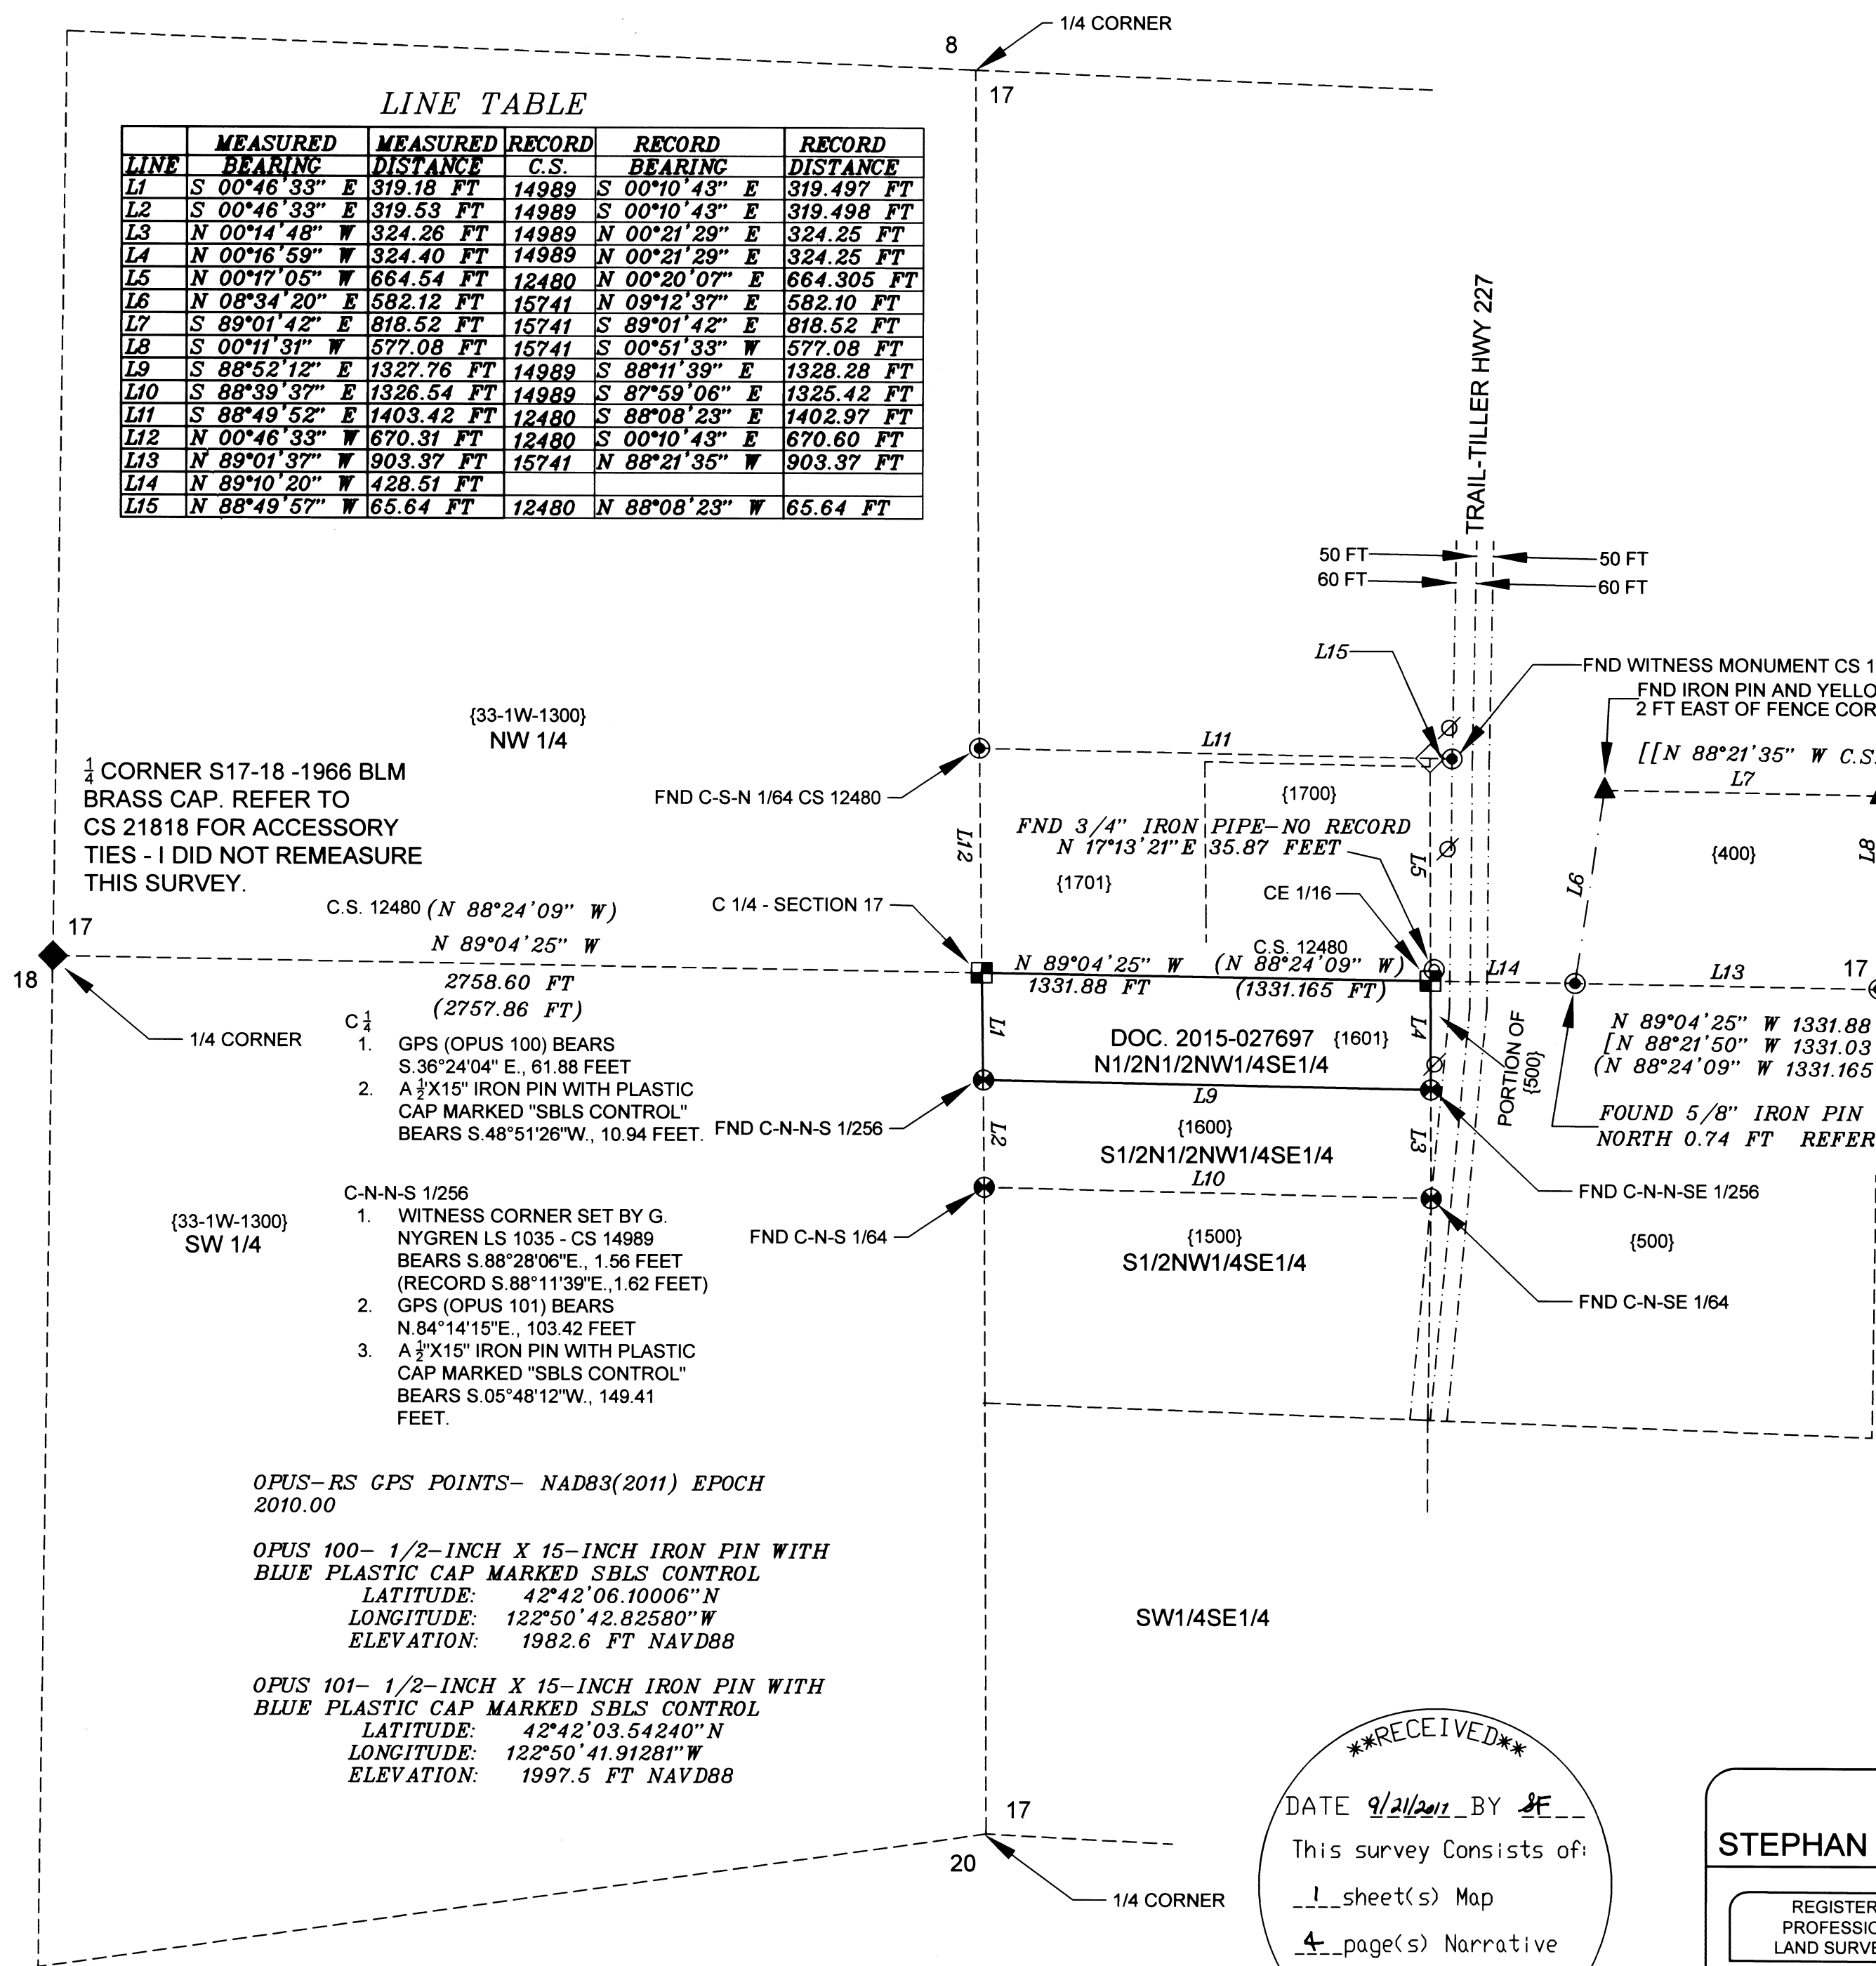 1/4 CORNER
8
17
LINE TABLE
LINE MEASURED BEARING MEASURED DISTANCE RECORD C.S. RECORD BEARING RECORD DISTANCE
L1 S 00°46'33" E 319.18 FT 14989 S 00°10'43" E 319.497 FT
L2 S 00°46'33" E 319.53 FT 14989 S 00°10'43" E 319.498 FT
L3 N 00°14'48" W 324.26 FT 14989 N 00°21'29" E 324.25 FT
L4 N 00°16'59" W 324.40 FT 14989 N 00°21'29" E 324.25 FT
L5 N 00°17'05" W 664.54 FT 12480 N 00°20'07" E 664.305 FT
L6 N 08°34'20" E 582.12 FT 15741 N 09°12'37" E 582.10 FT
L7 S 89°01'42" E 818.52 FT 15741 S 89°01'42" E 818.52 FT
L8 S 00°11'31" W 577.08 FT 15741 S 00°51'33" W 577.08 FT
L9 S 88°52'12" E 1327.76 FT 14989 S 88°11'39" E 1328.28 FT
L10 S 88°39'37" E 1326.54 FT 14989 S 87°59'06" E 1325.42 FT
L11 S 88°49'52" E 1403.42 FT 12480 S 88°08'23" E 1402.97 FT
L12 N 00°46'33" W 670.31 FT 12480 S 00°10'43" E 670.60 FT
L13 N 89°01'37" W 903.37 FT 15741 N 88°21'35" W 903.37 FT
L14 N 89°10'20" W 428.51 FT
L15 N 88°49'57" W 65.64 FT 12480 N 88°08'23" W 65.64 FT
TRAIL-TILLER HWY 227
50 FT
50 FT
60 FT
60 FT
L15
FND WITNESS MONUMENT CS 1
FND IRON PIN AND YELLO
2 FT EAST OF FENCE COR
[[N 88°21'35" W C.S.
L7
{33-1W-1300}
NW 1/4
L11
1/4 CORNER S17-18 -1966 BLM
BRASS CAP. REFER TO
CS 21818 FOR ACCESSORY
TIES - I DID NOT REMEASURE
THIS SURVEY.
FND C-S-N 1/64 CS 12480
{1700}
FND 3/4" IRON PIPE-NO RECORD
N 17°13'21"E 35.87 FEET
L12
L5
{400}
L8
L6
{1701}
CE 1/16
C.S. 12480 (N 88°24'09" W)
C 1/4 - SECTION 17
17
N 89°04'25" W
18
2758.60 FT
(2757.86 FT)
1/4 CORNER
C.S. 12480
N 89°04'25" W (N 88°24'09" W)
1331.88 FT (1331.165 FT)
L14
L13
17
C 1/4
1. GPS (OPUS 100) BEARS
S.36°24'04" E., 61.88 FEET
2. A 1/2"X15" IRON PIN WITH PLASTIC
CAP MARKED "SBLS CONTROL"
BEARS S.48°51'26"W., 10.94 FEET.
L1
DOC. 2015-027697 {1601}
N1/2N1/2NW1/4SE1/4
L4
PORTION OF
{500}
N 89°04'25" W 1331.88
[N 88°21'50" W 1331.03
(N 88°24'09" W 1331.165
FOUND 5/8" IRON PIN
NORTH 0.74 FT REFER
L9
FND C-N-N-S 1/256
L2
{1600}
S1/2N1/2NW1/4SE1/4
L3
L10
FND C-N-N-SE 1/256
C-N-N-S 1/256
1. WITNESS CORNER SET BY G.
NYGREN LS 1035 - CS 14989
BEARS S.88°28'06"E., 1.56 FEET
(RECORD S.88°11'39"E.,1.62 FEET)
2. GPS (OPUS 101) BEARS
N.84°14'15"E., 103.42 FEET
3. A 1/2"X15" IRON PIN WITH PLASTIC
CAP MARKED "SBLS CONTROL"
BEARS S.05°48'12"W., 149.41
FEET.
{33-1W-1300}
SW 1/4
FND C-N-S 1/64
{1500}
S1/2NW1/4SE1/4
{500}
FND C-N-SE 1/64
OPUS-RS GPS POINTS- NAD83(2011) EPOCH
2010.00
OPUS 100- 1/2-INCH X 15-INCH IRON PIN WITH
BLUE PLASTIC CAP MARKED SBLS CONTROL
LATITUDE: 42°42'06.10006"N
LONGITUDE: 122°50'42.82580"W
ELEVATION: 1982.6 FT NAVD88
OPUS 101- 1/2-INCH X 15-INCH IRON PIN WITH
BLUE PLASTIC CAP MARKED SBLS CONTROL
LATITUDE: 42°42'03.54240"N
LONGITUDE: 122°50'41.91281"W
ELEVATION: 1997.5 FT NAVD88
SW1/4SE1/4
17
20
1/4 CORNER
**RECEIVED**
DATE 9/21/2017 BY SF
This survey Consists of:
1 sheet(s) Map
4 page(s) Narrative
STEPHAN
REGISTER
PROFESSIO
LAND SURVE